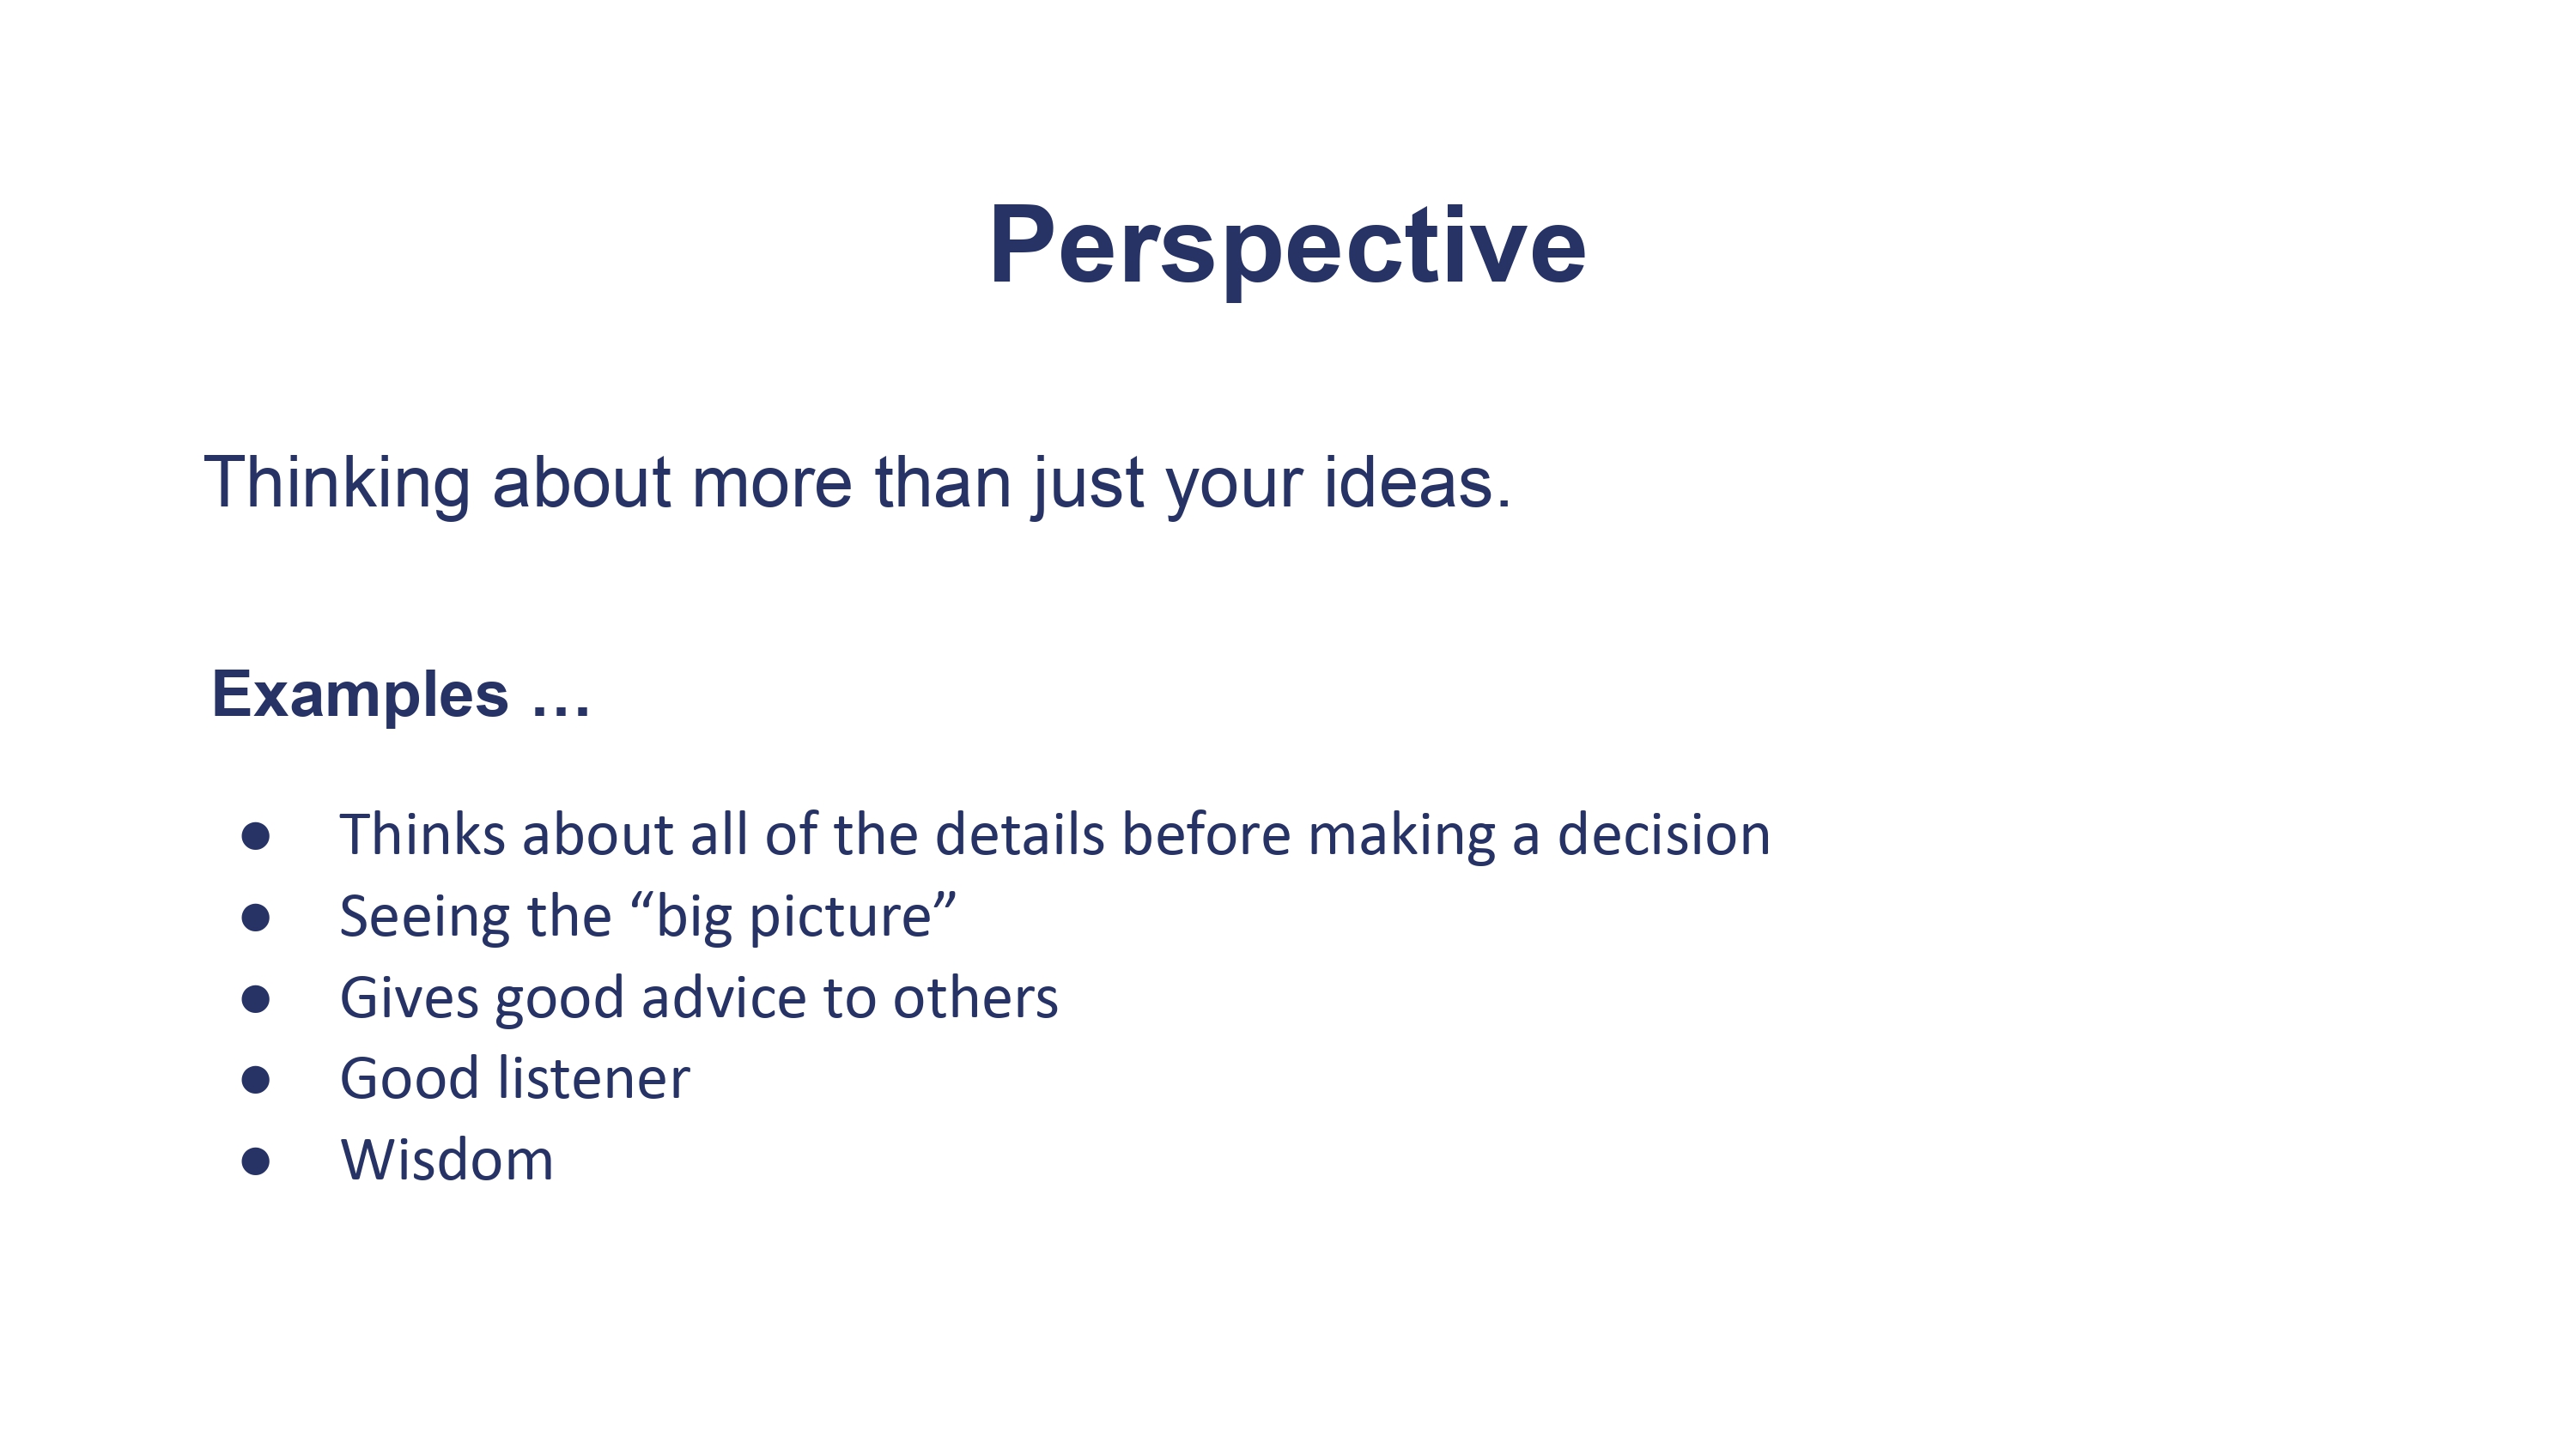 Perspective
Thinking about more than just your ideas.
Examples …
● Thinks about all of the details before making a decision
● Seeing the “big picture”
● Gives good advice to others
● Good listener
● Wisdom